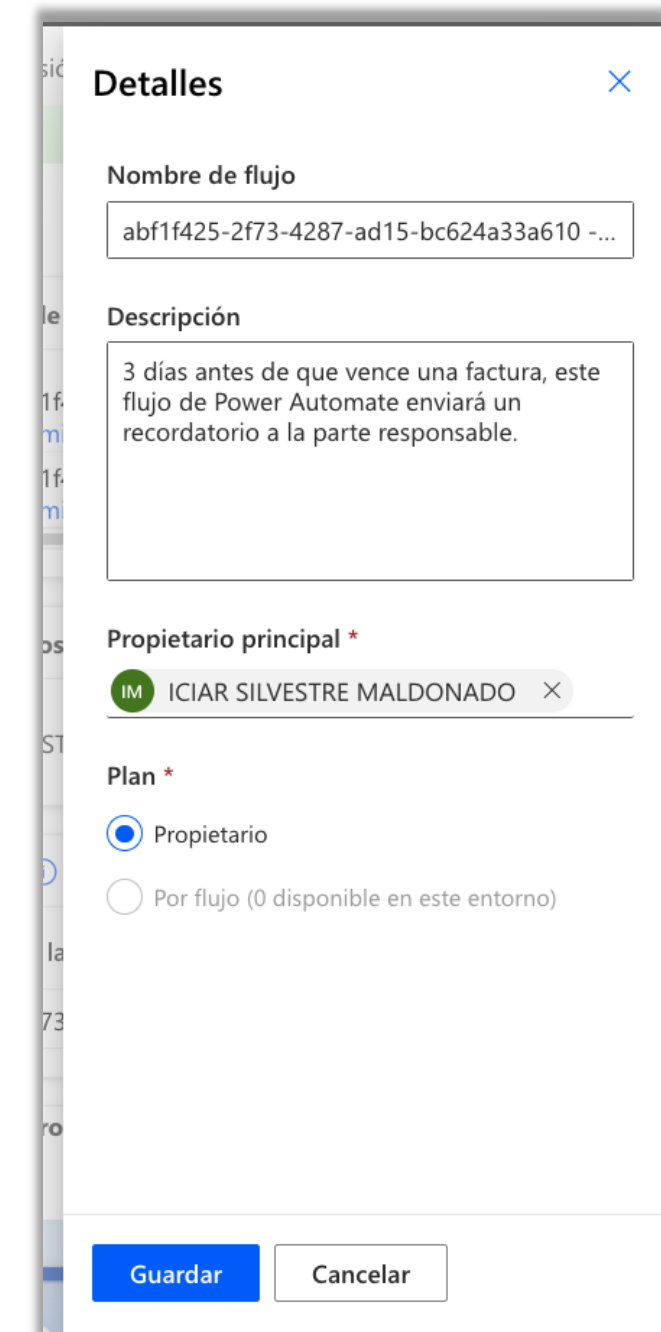 Detalles
Nombre de flujo
abf1f425-2f73-4287-ad15-bc624a33a610 -...
Descripción
3 días antes de que vence una factura, este
flujo de Power Automate enviará un
recordatorio a la parte responsable.
Propietario principal *
IM ICIAR SILVESTRE MALDONADO
Plan *
Propietario
Por flujo (0 disponible en este entorno)
Guardar Cancelar